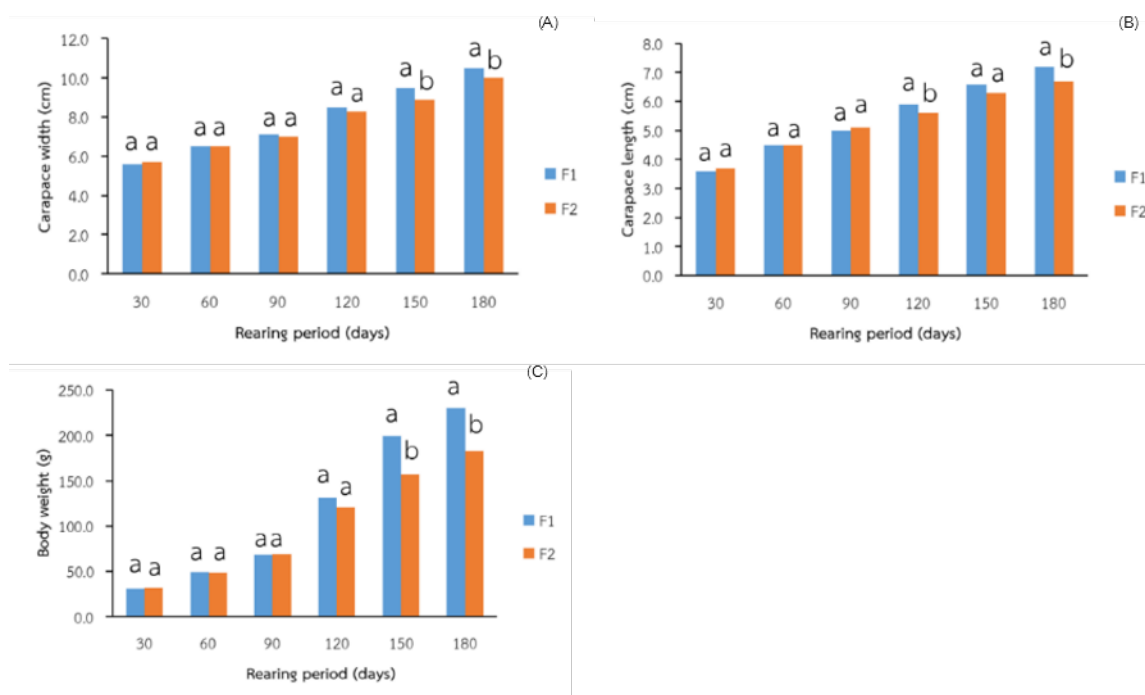 (A)
12.0
10.0
8.0
6.0
4.0
2.0
0.0
Carapace width (cm)
a a a a a a a a a b a b
30 60 90 120 150 180
Rearing period (days)
F1
F2
(B)
8.0
7.0
6.0
5.0
4.0
3.0
2.0
1.0
0.0
Carapace length (cm)
a a a a a a a b a a a b
30 60 90 120 150 180
Rearing period (days)
F1
F2
(C)
250.0
200.0
150.0
100.0
50.0
0.0
Body weight (g)
a a a a a a a a a b a b
30 60 90 120 150 180
Rearing period (days)
F1
F2